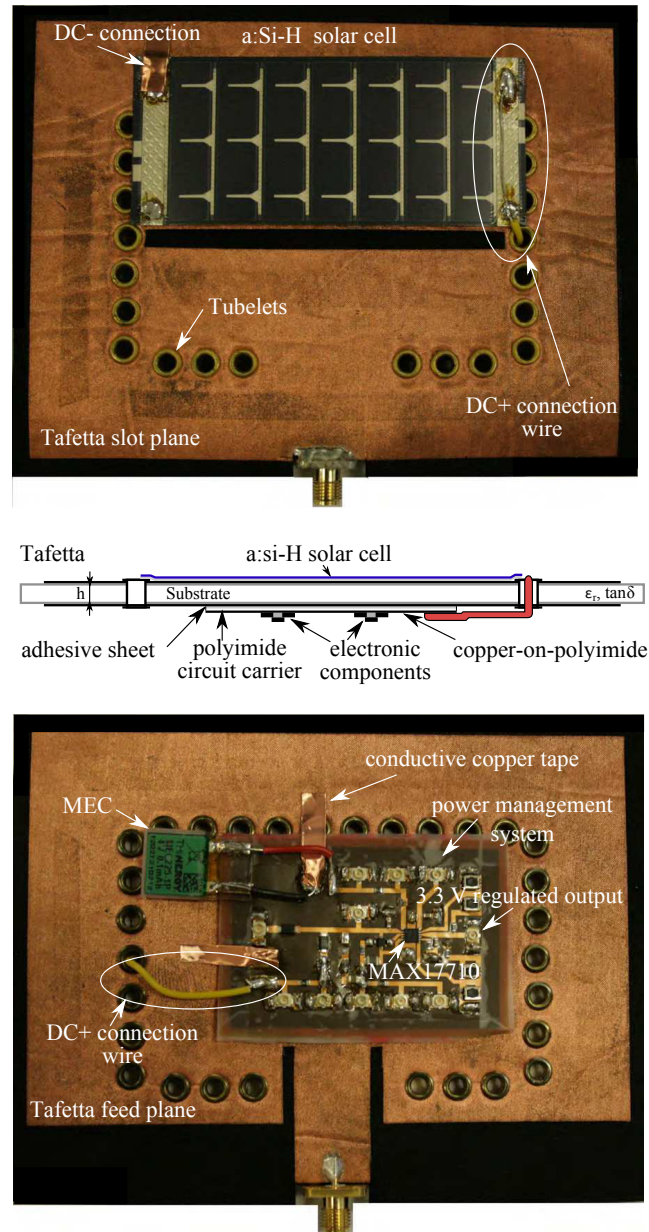 DC- connection
a:Si-H solar cell
Tubelets
DC+ connection
wire
Tafetta slot plane
Tafetta
a:si-H solar cell
h
Substrate
εr, tanδ
adhesive sheet
polyimide
circuit carrier
electronic
components
copper-on-polyimide
conductive copper tape
MEC
power management
system
3.3 V regulated output
MAX17710
DC+ connection
wire
Tafetta feed plane